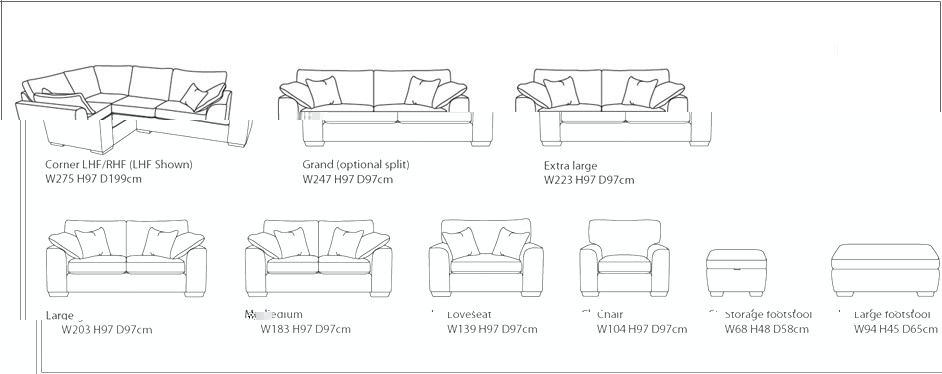 Corner LHF/RHF (LHF Shown)
W275 H97 D199cm
Grand (optional split)
W247 H97 D97cm
Extra large
W223 H97 D97cm
Large
W203 H97 D97cm
W183 H97 D97cm
Loveseat
W139 H97 D97cm
Chair
W104 H97 D97cm
Storage footstool
W68 H48 D58cm
Large footstool
W94 H45 D65cm